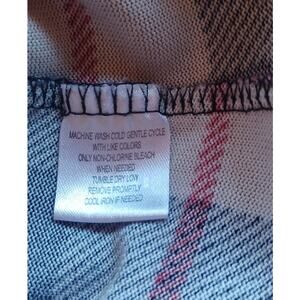 MACHINE WASH COLD GENTLE CYCLE
WITH LIKE COLORS
ONLY NON-CHLORINE BLEACH
WHEN NEEDED
TUMBLE DRY LOW
REMOVE PROMPTLY
COOL IRON IF NEEDED